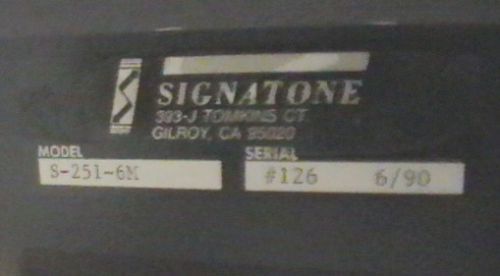 SIGNATONE
393-J TOMKINS CT.
GILROY, CA 95020
MODEL SERIAL
S-251-6M #126 6/90